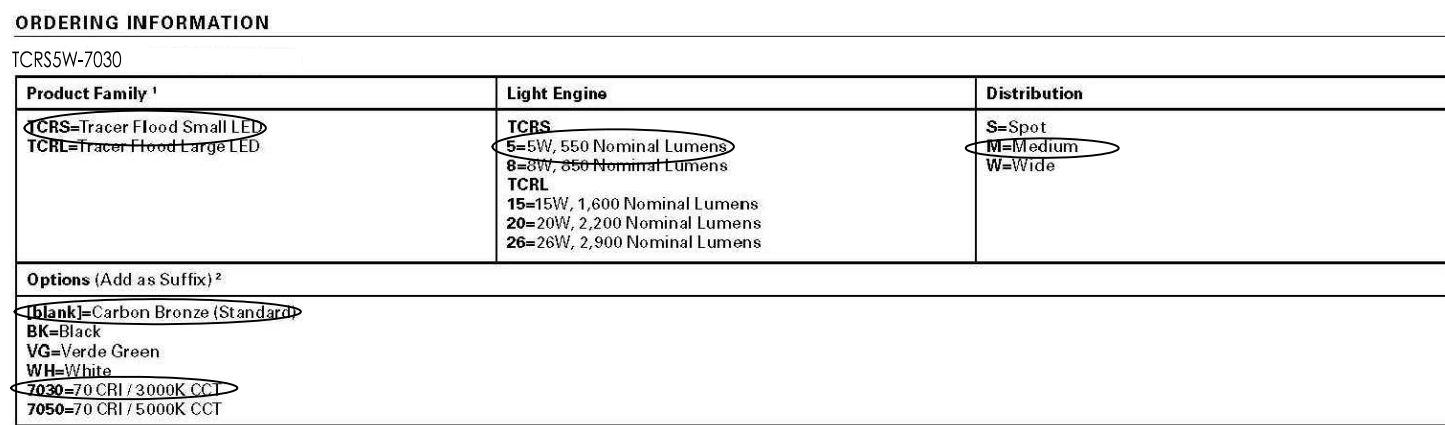 ORDERING INFORMATION
TCRS5W-7030
Product Family ¹
Light Engine
Distribution
TCRS=Tracer Flood Small LED
TCRL=Tracer Flood Large LED
TCRS
5=5W, 550 Nominal Lumens
8=8W, 850 Nominal Lumens
TCRL
15=15W, 1,600 Nominal Lumens
20=20W, 2,200 Nominal Lumens
26=26W, 2,900 Nominal Lumens
S=Spot
M=Medium
W=Wide
Options (Add as Suffix) ²
[blank]=Carbon Bronze (Standard)
BK=Black
VG=Verde Green
WH=White
7030=70 CRI / 3000K CCT
7050=70 CRI / 5000K CCT